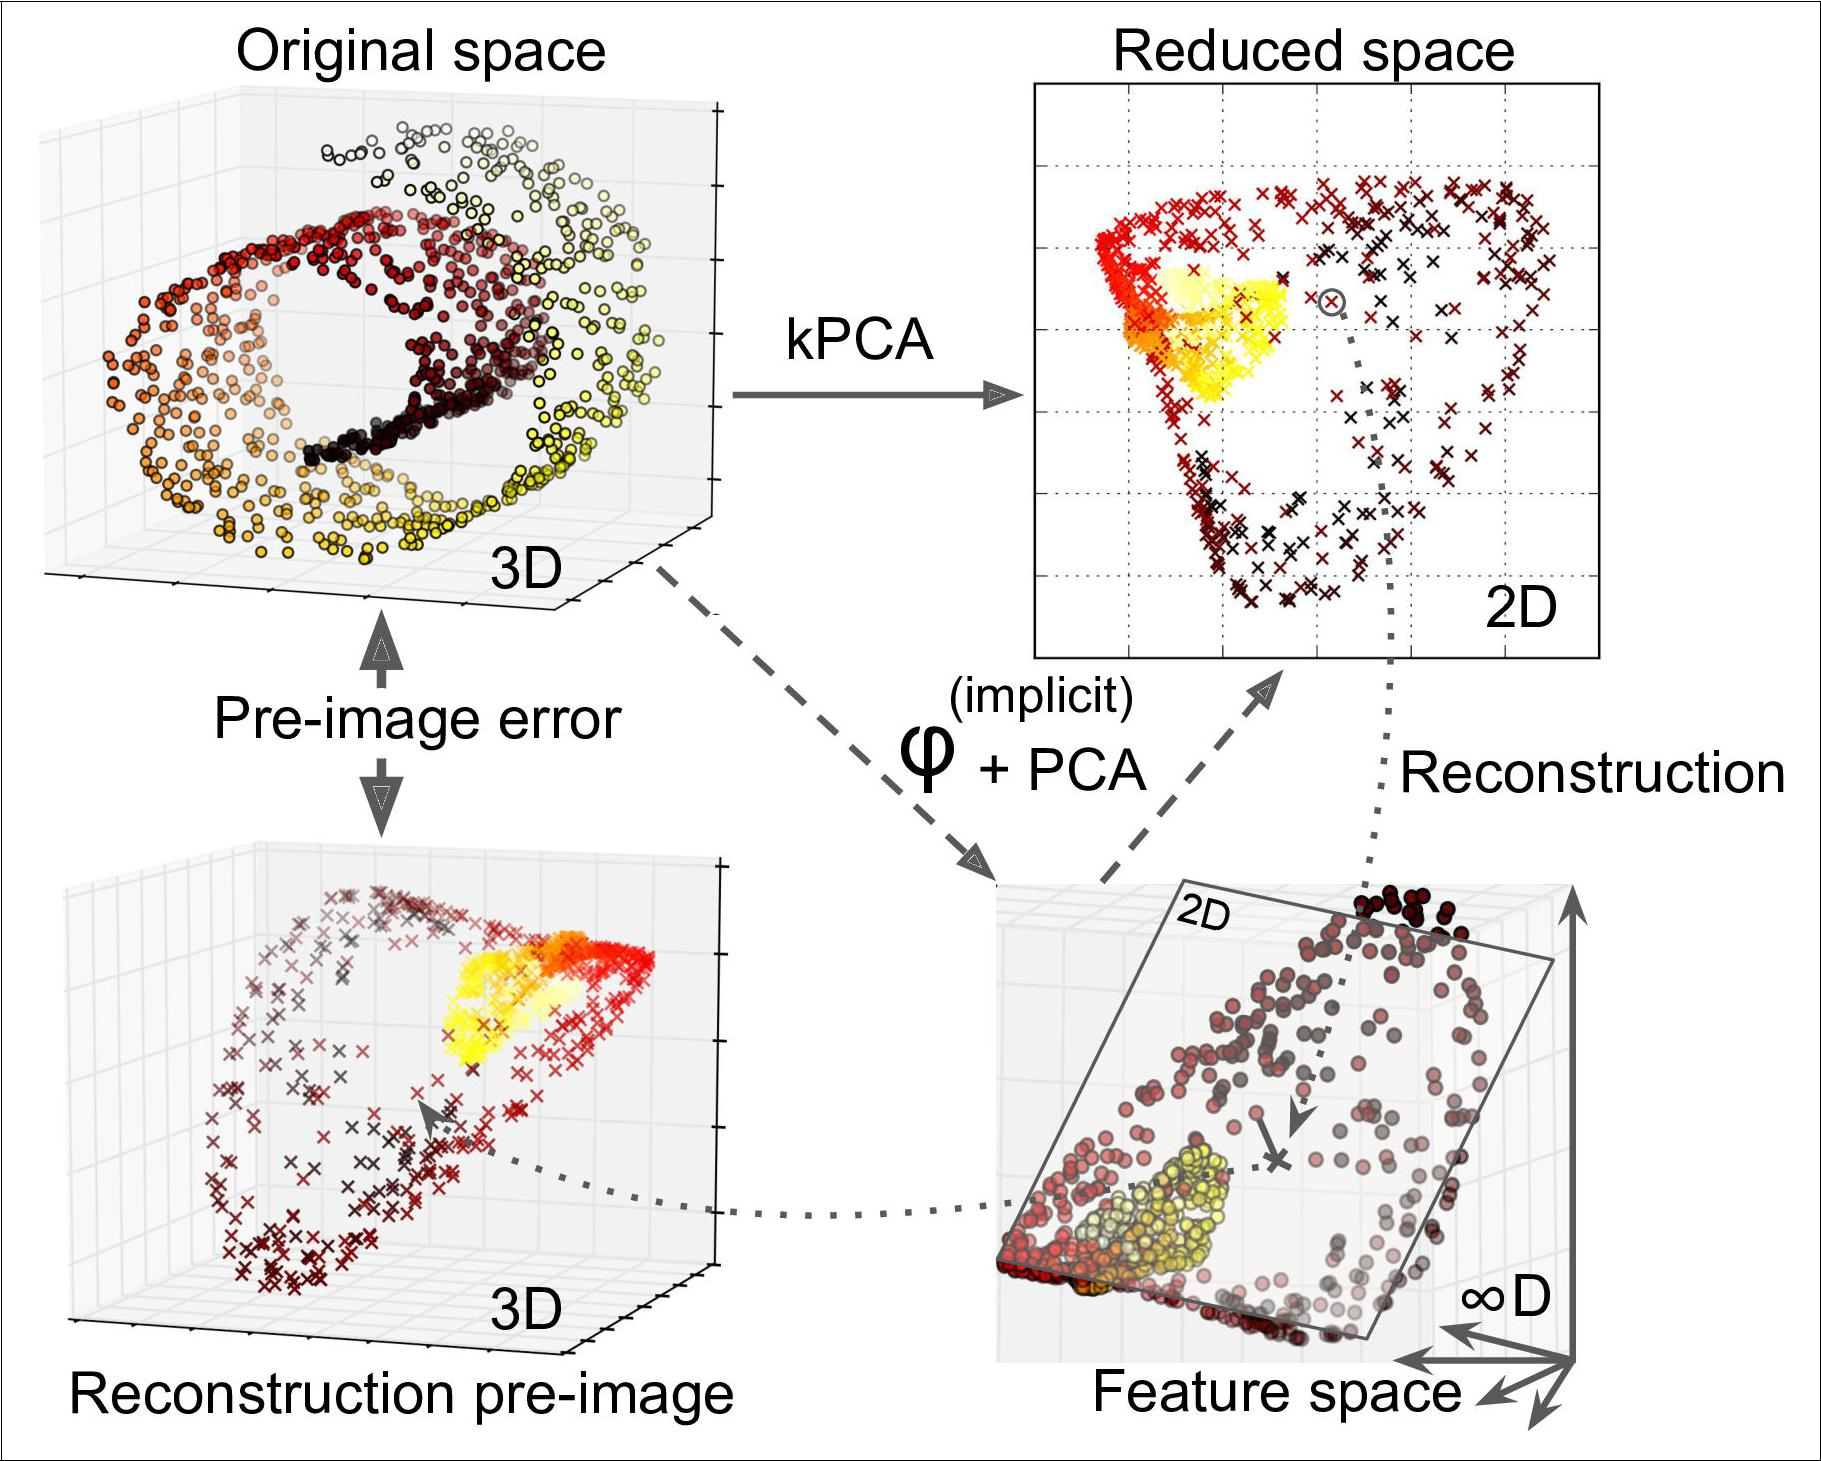 Original space
Reduced space
3D
kPCA
2D
Pre-image error
(implicit)
φ + PCA
Reconstruction
2D
3D
∞D
Reconstruction pre-image
Feature space